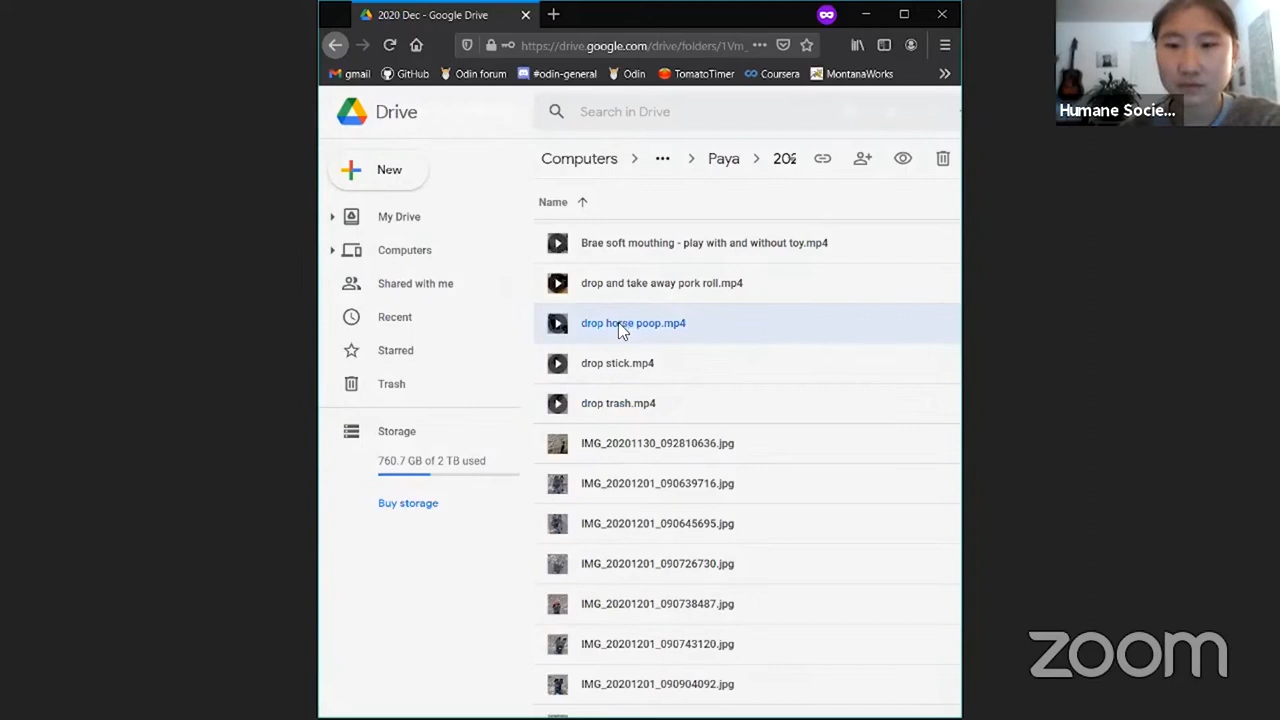 2020 Dec - Google Drive
https://drive.google.com/drive/folders/1Vm_
gmail GitHub Odin forum #odin-general Odin TomatoTimer Coursera MontanaWorks
Drive
Search in Drive
New
Computers > ... > Paya > 202
My Drive
Computers
Shared with me
Recent
Starred
Trash
Storage
760.7 GB of 2 TB used
Buy storage
Name
Brae soft mouthing - play with and without toy.mp4
drop and take away pork roll.mp4
drop horse poop.mp4
drop stick.mp4
drop trash.mp4
IMG_20201130_092810636.jpg
IMG_20201201_090639716.jpg
IMG_20201201_090645695.jpg
IMG_20201201_090726730.jpg
IMG_20201201_090738487.jpg
IMG_20201201_090743120.jpg
IMG_20201201_090904092.jpg
Humane Socie...
zoom